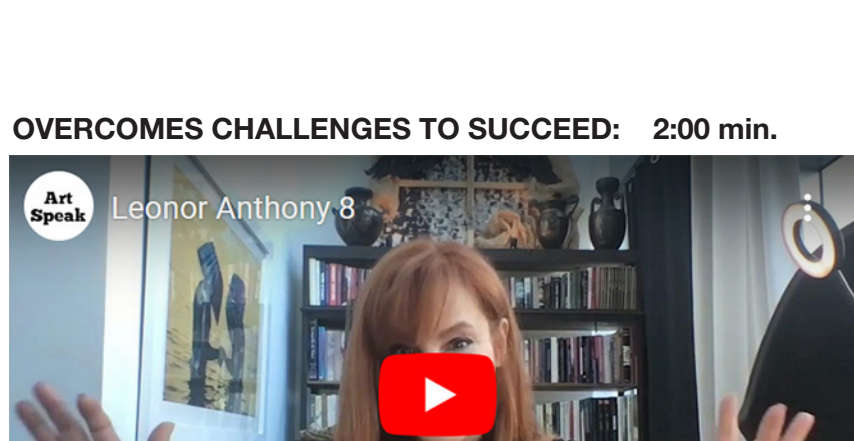 OVERCOMES CHALLENGES TO SUCCEED: 2:00 min.
Art
Speak
Leonor Anthony 8